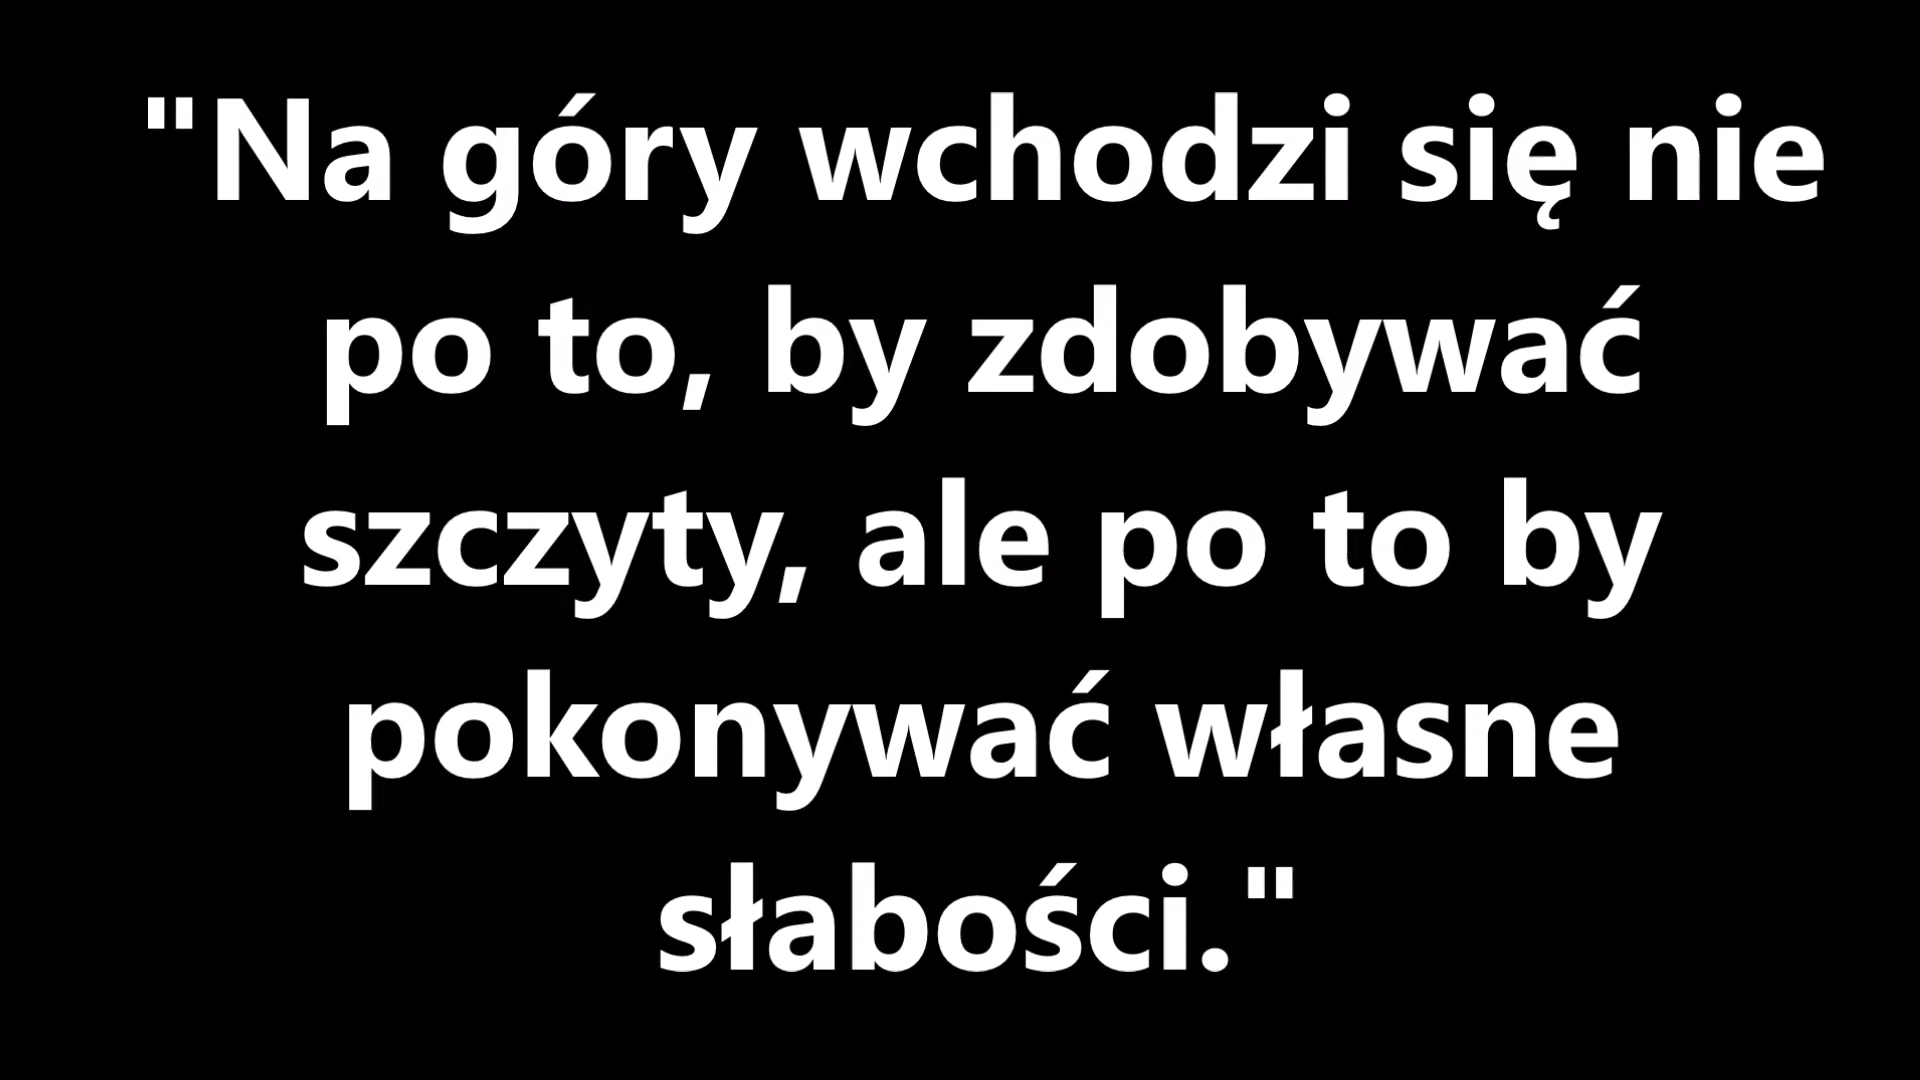 "Na góry wchodzi się nie
po to, by zdobywać
szczyty, ale po to by
pokonywać własne
słabości."